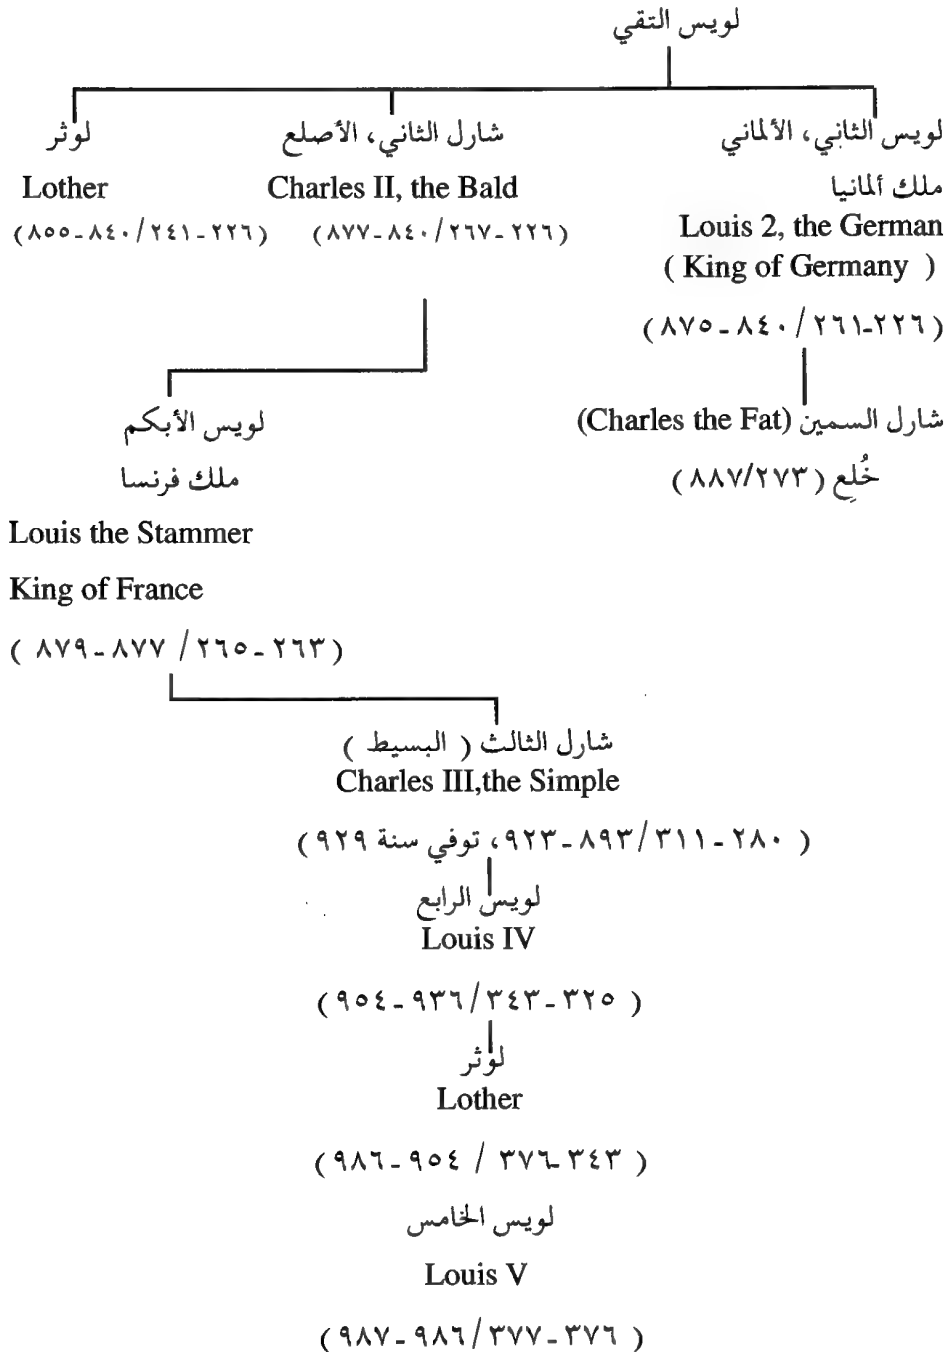 لويس التقي
لويس الثاني، الألماني
ملك ألمانيا
Louis 2, the German
( King of Germany )
(٢٢٦-٢٦١/ ٨٤٠-٨٧٥)
شارل السمين (Charles the Fat)
خُلِع (٢٧٣/٨٨٧)
شارل الثاني، الأصلع
Charles II, the Bald
(٢٢٦-٢٦٧/ ٨٤٠-٨٧٧)
لوثر
Lother
(٢٢٦-٢٤١/ ٨٤٠-٨٥٥)
لويس الأبكم
ملك فرنسا
Louis the Stammer
King of France
(٢٦٣-٢٦٥/ ٨٧٧-٨٧٩)
شارل الثالث ( البسيط )
Charles III,the Simple
( ٢٨٠-٣١١/ ٨٩٣-٩٢٣، توفي سنة ٩٢٩)
لويس الرابع
Louis IV
( ٣٢٥-٣٤٣/ ٩٣٦-٩٥٤)
لوثر
Lother
( ٣٤٣-٣٧٦ / ٩٥٤-٩٨٦)
لويس الخامس
Louis V
( ٣٧٦-٣٧٧/ ٩٨٦-٩٨٧)